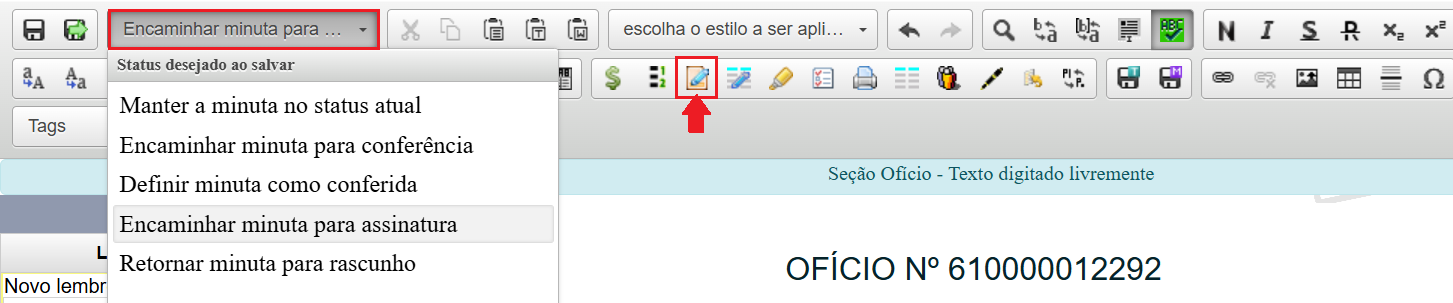 Encaminhar minuta para ...
escolha o estilo a ser apli...
N I S R x₂ x²
Status desejado ao salvar
Manter a minuta no status atual
Encaminhar minuta para conferência
Definir minuta como conferida
Encaminhar minuta para assinatura
Retornar minuta para rascunho
Tags
Seção Ofício - Texto digitado livremente
OFÍCIO Nº 610000012292
L
Novo lembr